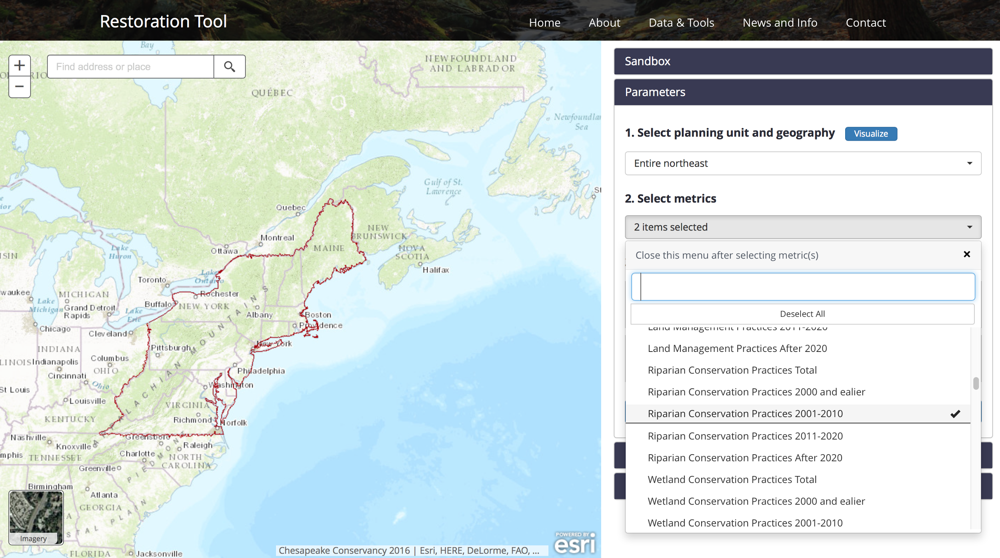 Restoration Tool
Home
About
Data & Tools
News and Info
Contact
Bay
Find address or place
NEWFOUNDLAND
AND LABRADOR
QUÉBEC
Sea
Gulf of St.
Lawrence
Quebec
NEW
BRUNSWICK
Montreal
MAINE
NOVA
SCOTIA
Ottawa
Lake
Huron
Halifax
Lake
Ontario
Toronto
Rochester
MICHIGAN
Lake
Michigan
Grand
Rapids
Detroit
Buffalo
NEW YORK
Lake
Erie
Albany
Boston
Providence
Chicago
Cleveland
New York
Pittsburgh
INDIANA
Columbus
Indianapolis
OHIO
Philadelphia
Cincinnati
Ohio
Washington
St Louis
Louisville
VIRGINIA
Richmond
KENTUCKY
Norfolk
Nashville
Greensboro
Knoxville
Raleigh
Charlotte
TENNESSEE
NORTH
CAROLINA
Greenville
APPALACHIAN MOUNTAINS
PIEDMONT
Birmingham
Atlanta
GEORGIA
PLAIN
FLORIDA
Jacksonville
Imagery
Chesapeake Conservancy 2016 | Esri, HERE, DeLorme, FAO, ...
POWERED BY
esri
Sandbox
Parameters
1. Select planning unit and geography
Visualize
Entire northeast
2. Select metrics
2 items selected
Close this menu after selecting metric(s)
Deselect All
Land Management Practices 2011-2020
Land Management Practices After 2020
Riparian Conservation Practices Total
Riparian Conservation Practices 2000 and ealier
Riparian Conservation Practices 2001-2010
Riparian Conservation Practices 2011-2020
Riparian Conservation Practices After 2020
Wetland Conservation Practices Total
Wetland Conservation Practices 2000 and ealier
Wetland Conservation Practices 2001-2010